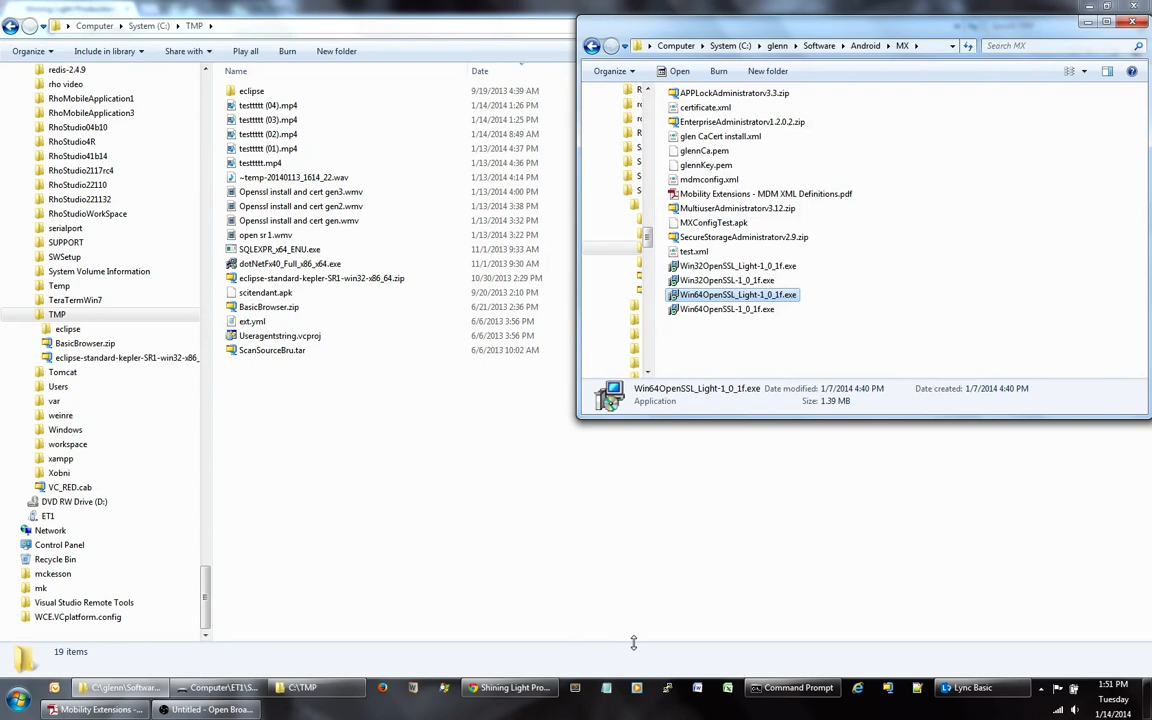 Shining Light Production
Computer
System (C:)
TMP
Organize
Include in library
Share with
Play all
Burn
New folder
redis-2.4.9
rho video
RhoMobileApplication1
RhoMobileApplication3
RhoStudio04b10
RhoStudio4R
RhoStudio41b14
RhoStudio2117rc4
RhoStudio22110
RhoStudio221132
RhoStudioWorkSpace
serialport
SUPPORT
SWSetup
System Volume Information
Temp
TeraTermWin7
TMP
eclipse
BasicBrowser.zip
eclipse-standard-kepler-SR1-win32-x86_
Tomcat
Users
var
weinre
Windows
workspace
xampp
Xobni
VC_RED.cab
DVD RW Drive (D:)
ET1
Network
Control Panel
Recycle Bin
mckesson
mk
Visual Studio Remote Tools
WCE.VCplatform.config
Name Date
eclipse 9/19/2013 4:39 AM
testtttt (04).mp4 1/14/2014 1:26 PM
testtttt (03).mp4 1/14/2014 1:25 PM
testtttt (02).mp4 1/14/2014 8:49 AM
testtttt (01).mp4 1/13/2014 4:37 PM
testtttt.mp4 1/13/2014 4:21 PM
~temp-20140113_1614_22.wav 1/13/2014 4:14 PM
Openssl install and cert gen3.wmv 1/13/2014 4:00 PM
Openssl install and cert gen2.wmv 1/13/2014 3:38 PM
Openssl install and cert gen.wmv 1/13/2014 3:32 PM
open sr1.wmv 1/13/2014 3:22 PM
SQLEXPR_x64_ENU.exe 11/1/2013 9:33 AM
dotNetFx40_Full_x86_x64.exe 11/1/2013 9:30 AM
eclipse-standard-kepler-SR1-win32-x86_64.zip 10/30/2013 2:29 PM
scitendant.apk 9/20/2013 2:10 PM
BasicBrowser.zip 6/21/2013 2:36 PM
ext.yml 6/6/2013 3:56 PM
Useragentstring.vcproj 6/6/2013 3:56 PM
ScanSourceBru.tar 6/6/2013 10:02 AM
19 items
Computer
System (C:)
glenn
Software
Android
MX
Search MX
Organize
Open
Burn
New folder
APPLockAdministratorv3.3.zip
certificate.xml
EnterpriseAdministratorv1.2.0.2.zip
glen CaCert install.xml
glennCa.pem
glennKey.pem
mdmconfig.xml
Mobility Extensions - MDM XML Definitions.pdf
MultiuserAdministratorv3.12.zip
MXConfigTest.apk
SecureStorageAdministratorv2.9.zip
test.xml
Win32OpenSSL_Light-1_0_1f.exe
Win32OpenSSL-1_0_1f.exe
Win64OpenSSL_Light-1_0_1f.exe
Win64OpenSSL-1_0_1f.exe
Win64OpenSSL_Light-1_0_1f.exe Date modified: 1/7/2014 4:40 PM Date created: 1/7/2014 4:40 PM
Application Size: 1.39 MB
C:\glenn\Softwar...
Computer\ET1\S...
C:\TMP
Shining Light Pro...
Command Prompt
Lync Basic
Mobility Extensions -...
Untitled - Open Broa...
1:51 PM
Tuesday
1/14/2014